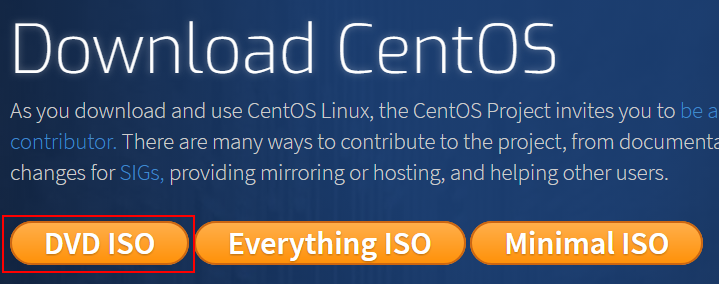 Download CentOS
As you download and use CentOS Linux, the CentOS Project invites you to be a
contributor. There are many ways to contribute to the project, from documenta
changes for SIGs, providing mirroring or hosting, and helping other users.
DVD ISO Everything ISO Minimal ISO